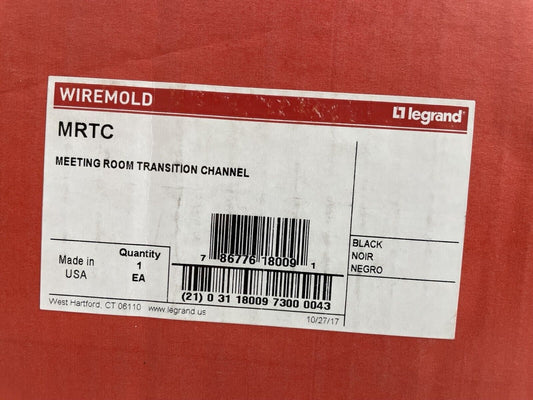 WIREMOLD
legrand
MRTC
MEETING ROOM TRANSITION CHANNEL
7 86776 18009 1
Made in
USA
Quantity
1
EA
BLACK
NOIR
NEGRO
(21) 0 31 18009 7300 0043
West Hartford, CT 06110 www.legrand.us
10/27/17